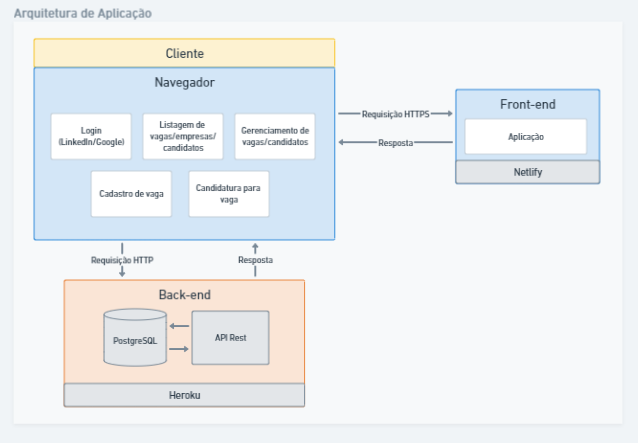 Arquitetura de Aplicação
Cliente
Navegador
Login
(LinkedIn/Google)
Listagem de
vagas/empresas/
candidatos
Gerenciamento de
vagas/candidatos
Cadastro de vaga
Candidatura para
vaga
Requisição HTTPS
Resposta
Front-end
Aplicação
Netlify
Requisição HTTP
Resposta
Back-end
PostgreSQL
API Rest
Heroku